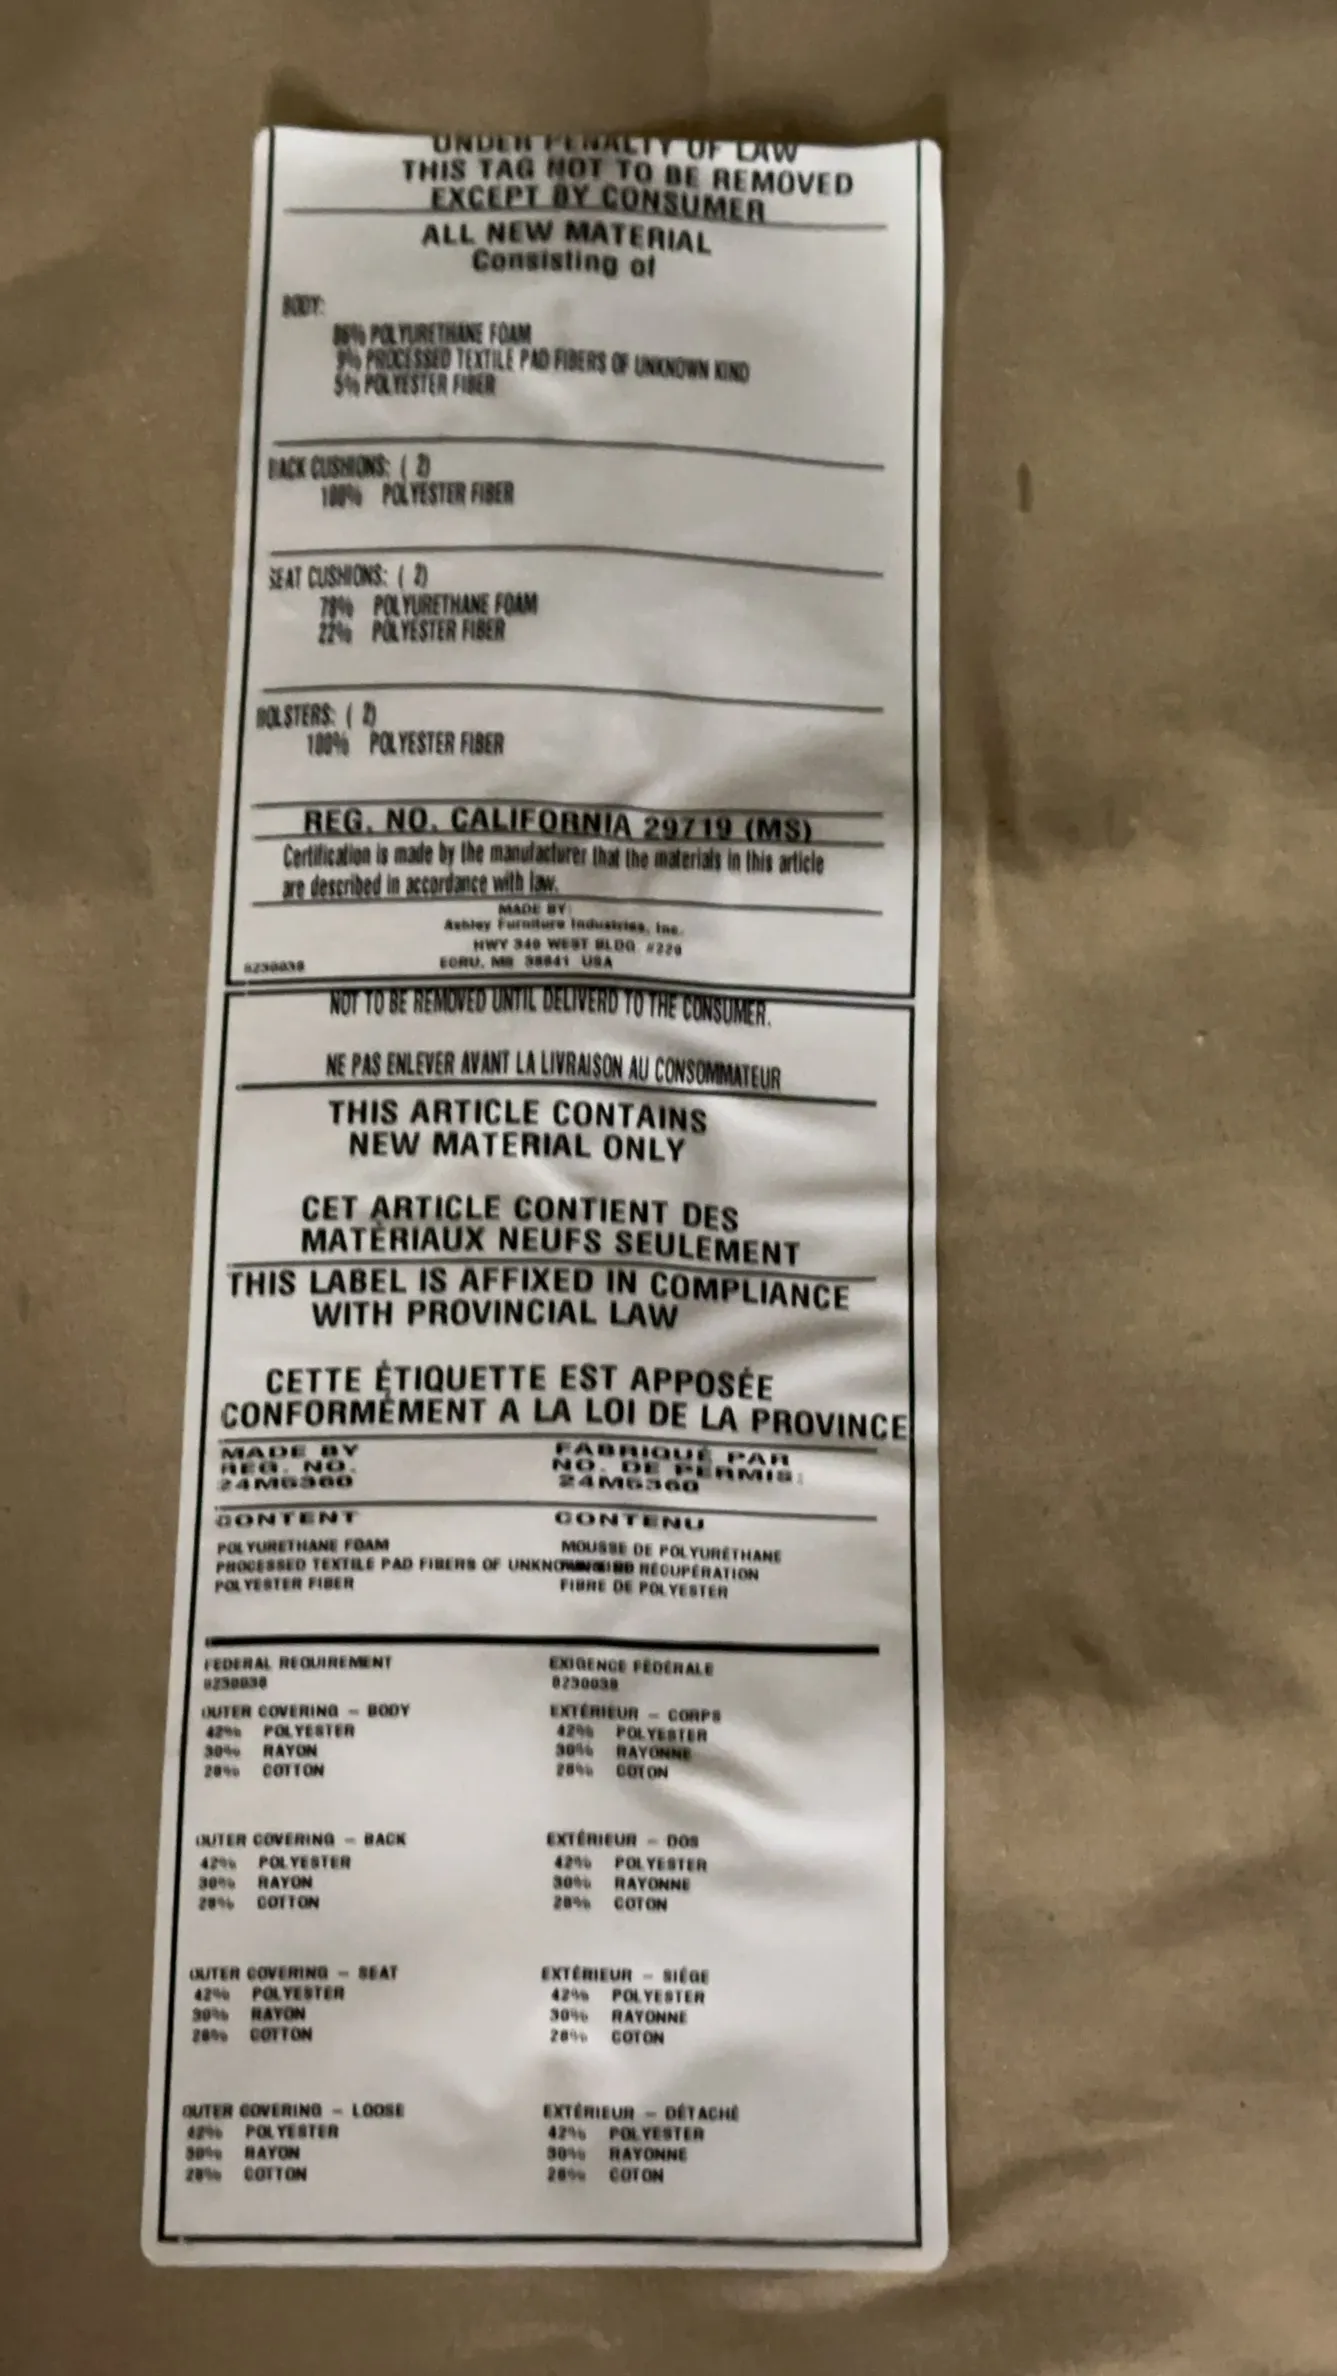 UNDER PENALTY OF LAW
THIS TAG NOT TO BE REMOVED
EXCEPT BY CONSUMER
ALL NEW MATERIAL
Consisting of
BODY:
86% POLYURETHANE FOAM
9% PROCESSED TEXTILE PAD FIBERS OF UNKNOWN KIND
5% POLYESTER FIBER
BACK CUSHIONS: ( 2)
100% POLYESTER FIBER
SEAT CUSHIONS: ( 2)
78% POLYURETHANE FOAM
22% POLYESTER FIBER
BOLSTERS: ( 2)
100% POLYESTER FIBER
REG. NO. CALIFORNIA 29719 (MS)
Certification is made by the manufacturer that the materials in this article
are described in accordance with law.
MADE BY:
Ashley Furniture Industries, Inc.
HWY 346 WEST BLDG. #226
ECRU, MS 38841 USA
8230038
NOT TO BE REMOVED UNTIL DELIVERD TO THE CONSUMER.
NE PAS ENLEVER AVANT LA LIVRAISON AU CONSOMMATEUR
THIS ARTICLE CONTAINS
NEW MATERIAL ONLY
CET ARTICLE CONTIENT DES
MATÉRIAUX NEUFS SEULEMENT
THIS LABEL IS AFFIXED IN COMPLIANCE
WITH PROVINCIAL LAW
CETTE ÉTIQUETTE EST APPOSÉE
CONFORMÉMENT A LA LOI DE LA PROVINCE
MADE BY FABRIQUÉ PAR
REG. NO. NO. DE PERMIS:
24M5360 24M5360
CONTENT CONTENU
POLYURETHANE FOAM MOUSSE DE POLYURÉTHANE
PROCESSED TEXTILE PAD FIBERS OF RÉCUPÉRATION
POLYESTER FIBER FIBRE DE POLYESTER
FEDERAL REQUIREMENT EXIGENCE FÉDÉRALE
8230038 8230038
OUTER COVERING - BODY EXTÉRIEUR - CORPS
42% POLYESTER 42% POLYESTER
30% RAYON 30% RAYONNE
28% COTTON 28% COTON
OUTER COVERING - BACK EXTÉRIEUR - DOS
42% POLYESTER 42% POLYESTER
30% RAYON 30% RAYONNE
28% COTTON 28% COTON
OUTER COVERING - SEAT EXTÉRIEUR - SIÉGE
42% POLYESTER 42% POLYESTER
30% RAYON 30% RAYONNE
28% COTTON 28% COTON
OUTER COVERING - LOOSE EXTÉRIEUR - DÉTACHÉ
42% POLYESTER 42% POLYESTER
30% RAYON 30% RAYONNE
28% COTTON 28% COTON